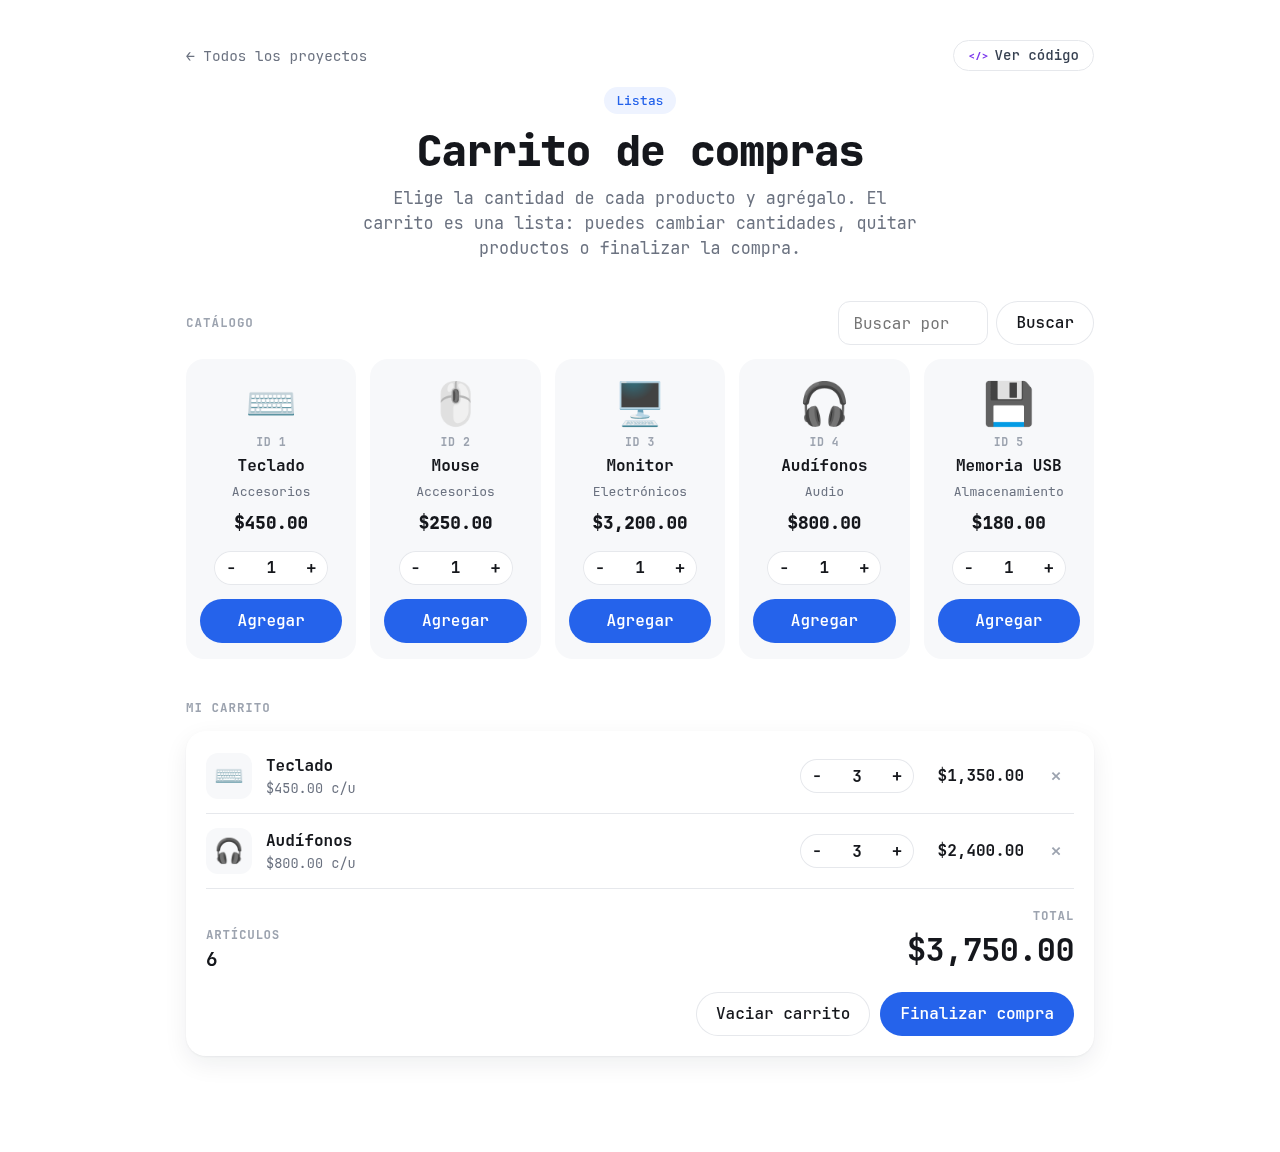 ← Todos los proyectos
</> Ver código
Listas
Carrito de compras
Elige la cantidad de cada producto y agrégalo. El
carrito es una lista: puedes cambiar cantidades, quitar
productos o finalizar la compra.
CATÁLOGO
Buscar por
Buscar
ID 1
Teclado
Accesorios
$450.00
- 1 +
Agregar
ID 2
Mouse
Accesorios
$250.00
- 1 +
Agregar
ID 3
Monitor
Electrónicos
$3,200.00
- 1 +
Agregar
ID 4
Audífonos
Audio
$800.00
- 1 +
Agregar
ID 5
Memoria USB
Almacenamiento
$180.00
- 1 +
Agregar
MI CARRITO
Teclado
$450.00 c/u
- 3 + $1,350.00 ×
Audífonos
$800.00 c/u
- 3 + $2,400.00 ×
ARTÍCULOS
6
TOTAL
$3,750.00
Vaciar carrito
Finalizar compra